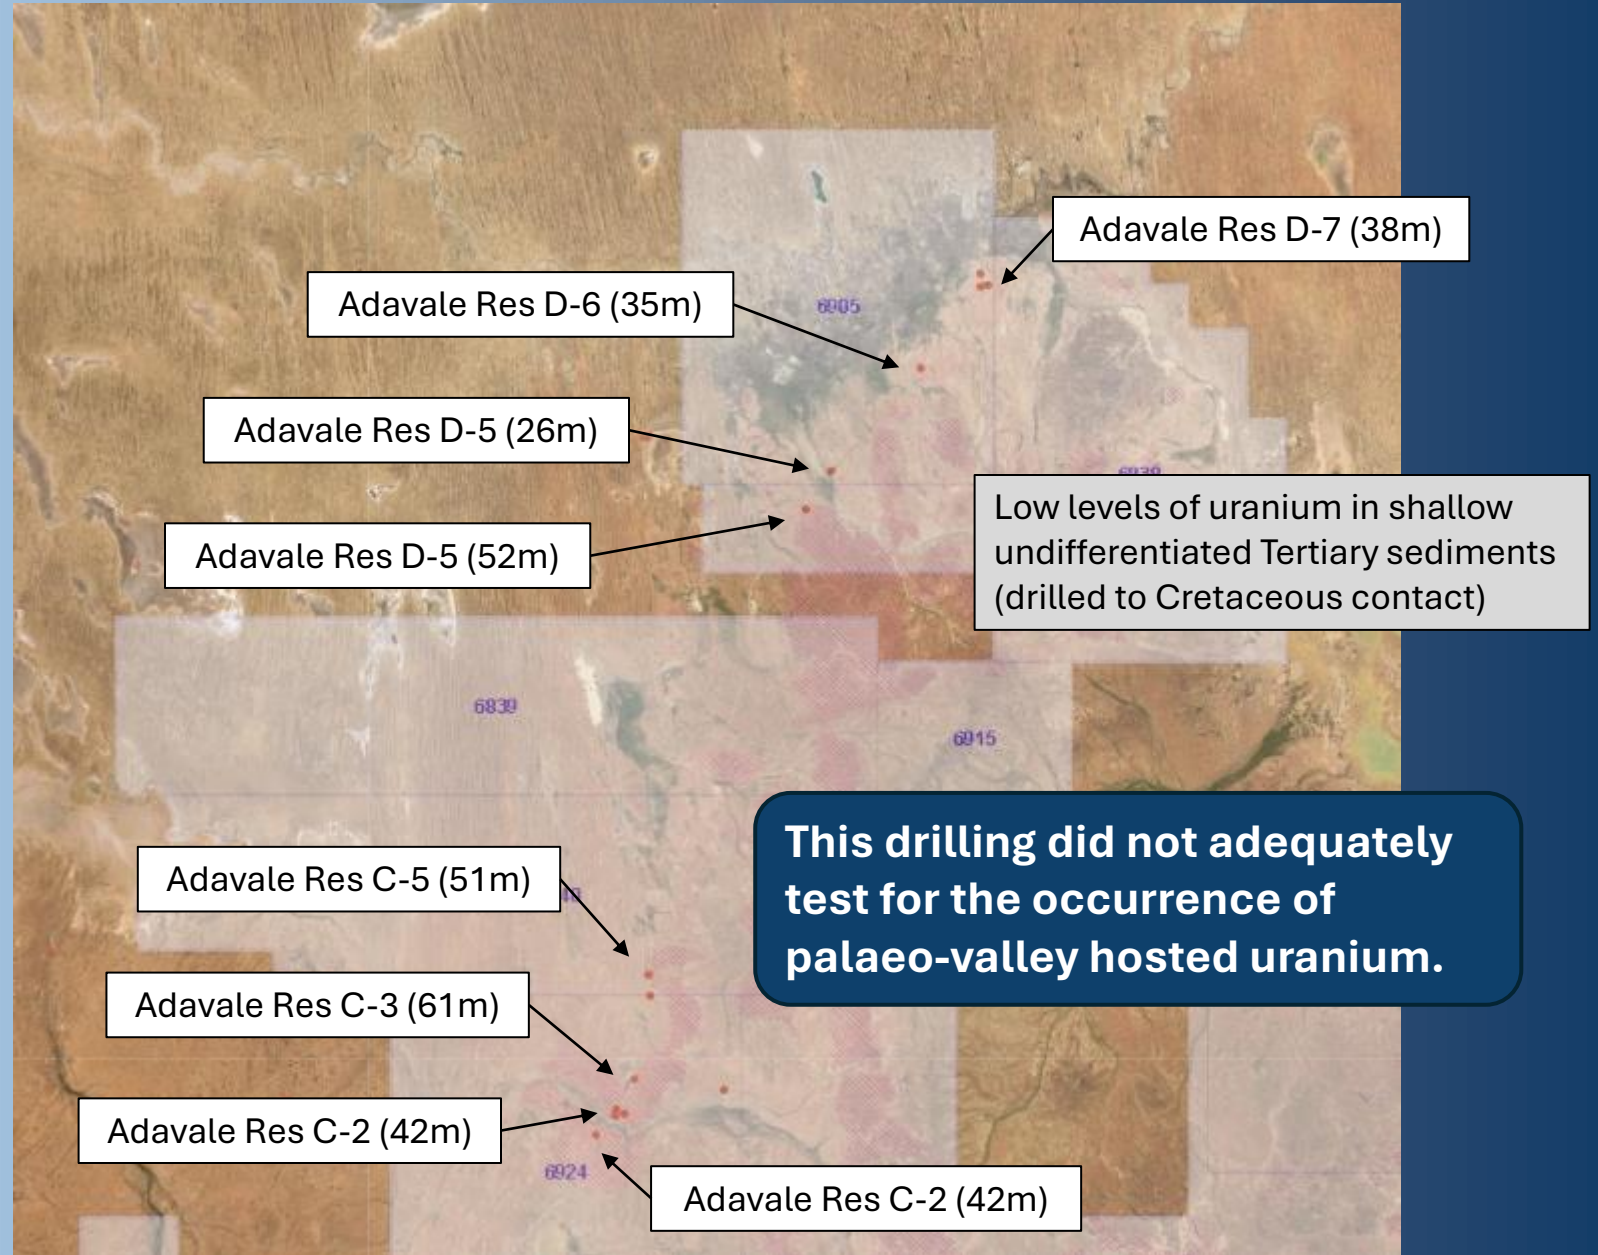 Adavale Res D-7 (38m)
Adavale Res D-6 (35m)
6905
Adavale Res D-5 (26m)
6938
Low levels of uranium in shallow
undifferentiated Tertiary sediments
(drilled to Cretaceous contact)
Adavale Res D-5 (52m)
6839
6915
This drilling did not adequately
test for the occurrence of
palaeo-valley hosted uranium.
Adavale Res C-5 (51m)
40
Adavale Res C-3 (61m)
Adavale Res C-2 (42m)
6924
Adavale Res C-2 (42m)